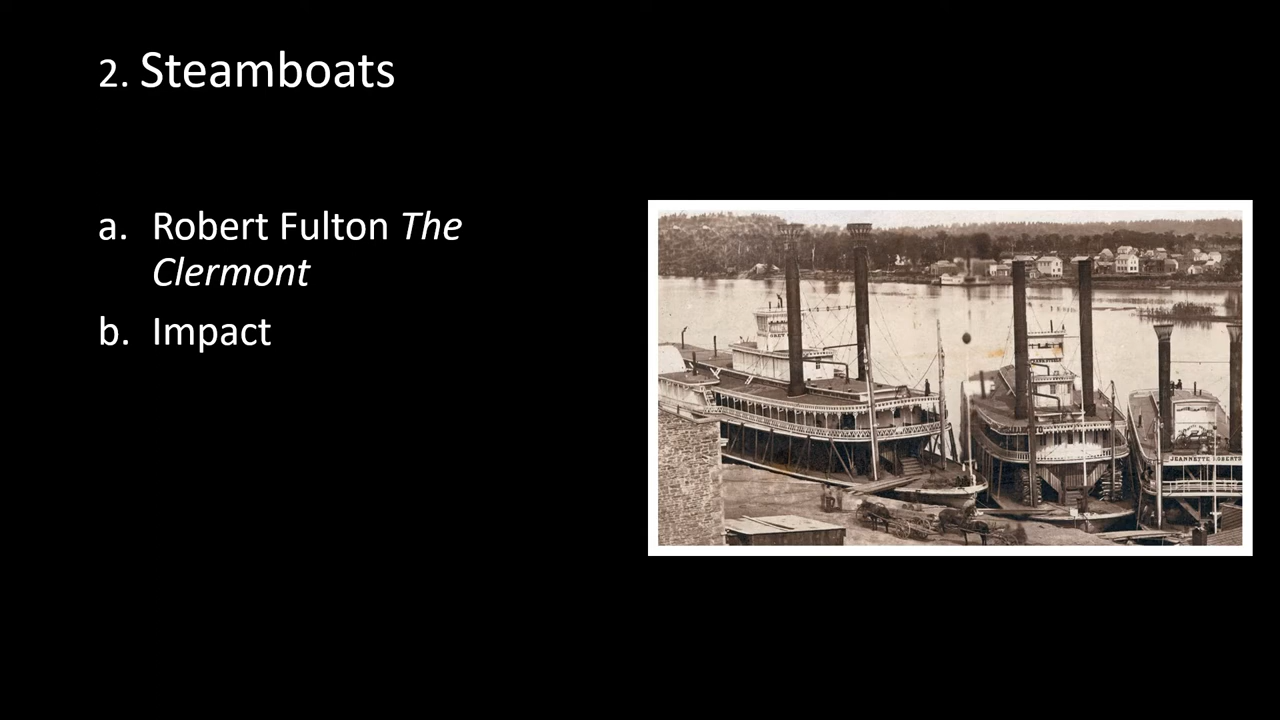 2. Steamboats
a. Robert Fulton The
Clermont
b. Impact
JEANNETTE ROBERTS